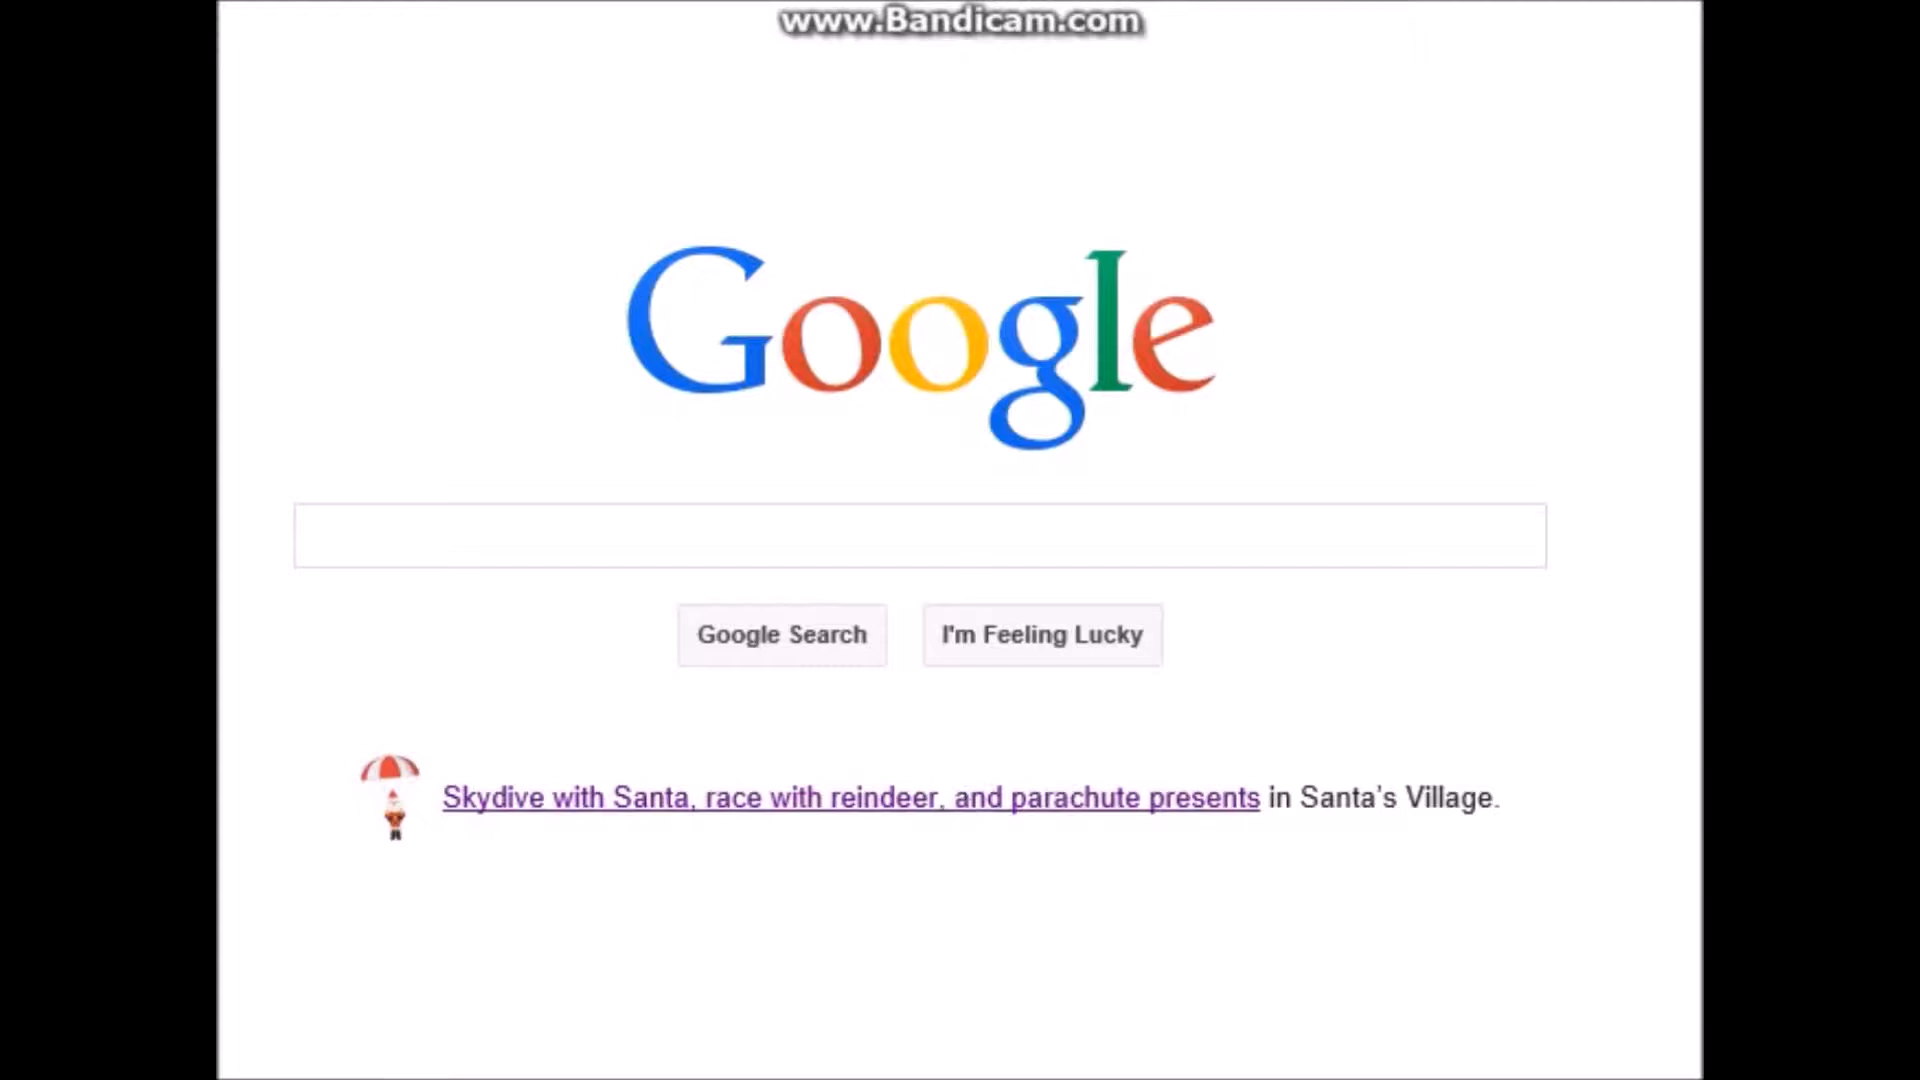 www.Bandicam.com
Google
Google Search
I'm Feeling Lucky
Skydive with Santa, race with reindeer, and parachute presents in Santa's Village.